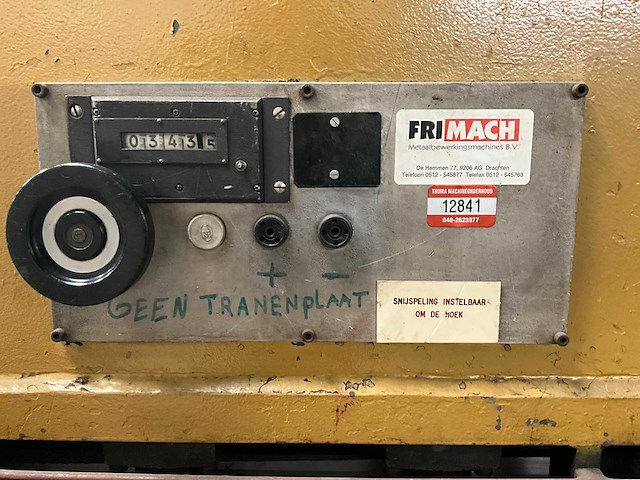 03435
FRIMACH
Metaalbewerkingsmachines B.V.
De Hemmen 77, 9206 AG Drachten
Telefoon 0512 - 545877 Telefax 0512 - 545763
THOMA MACHINEONDERHOUD
12841
040-2623977
+ -
GEEN TRANENPLAAT
SNIJSPELING INSTELBAAR
OM DE HOEK